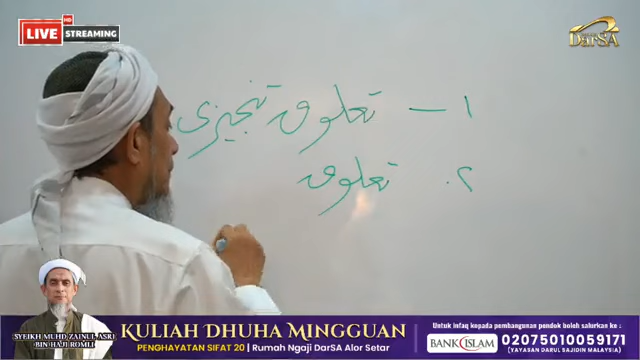 LIVE HD STREAMING
DarSA
١ — تعلوق تنجيزي
٢. تعلوق
SYEIKH MUHD ZAINUL ASRI
BIN HAJI ROMLI
KULIAH DHUHA MINGGUAN
PENGHAYATAN SIFAT 20 | Rumah Ngaji DarSA Alor Setar
Untuk infaq kepada pembangunan pondok boleh salurkan ke :
BANK ISLAM 02075010059171
(YAYASAN DARUL SAJIDIN MALAYSIA)